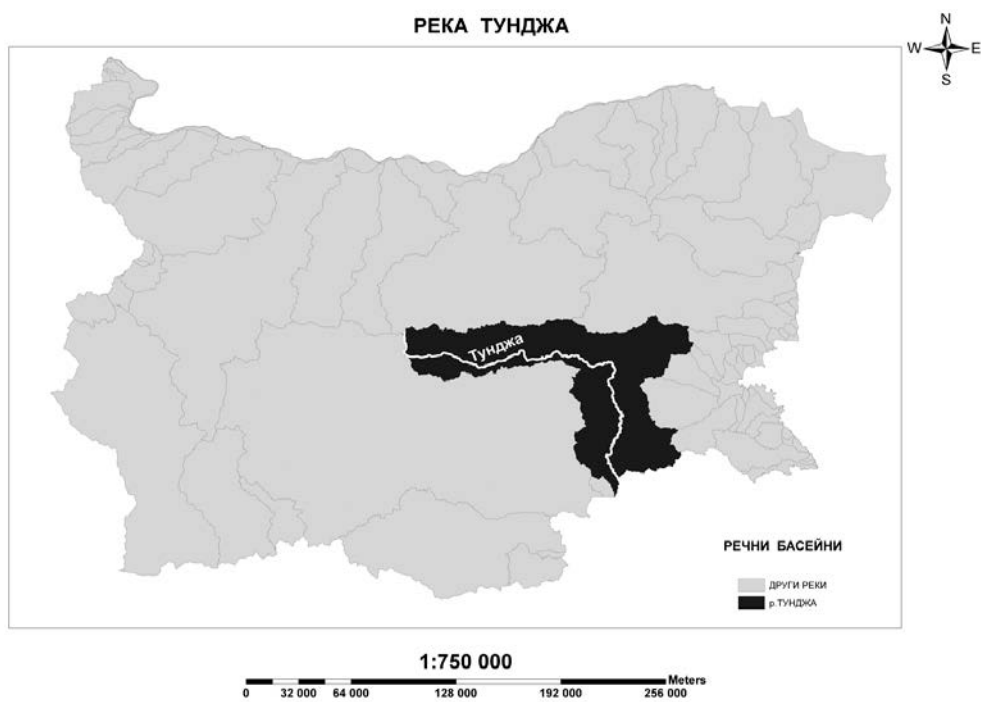 РЕКА ТУНДЖА
N
W E
S
Тунджа
РЕЧНИ БАСЕЙНИ
ДРУГИ РЕКИ
р.ТУНДЖА
1:750 000
Meters
0 32 000 64 000 128 000 192 000 256 000